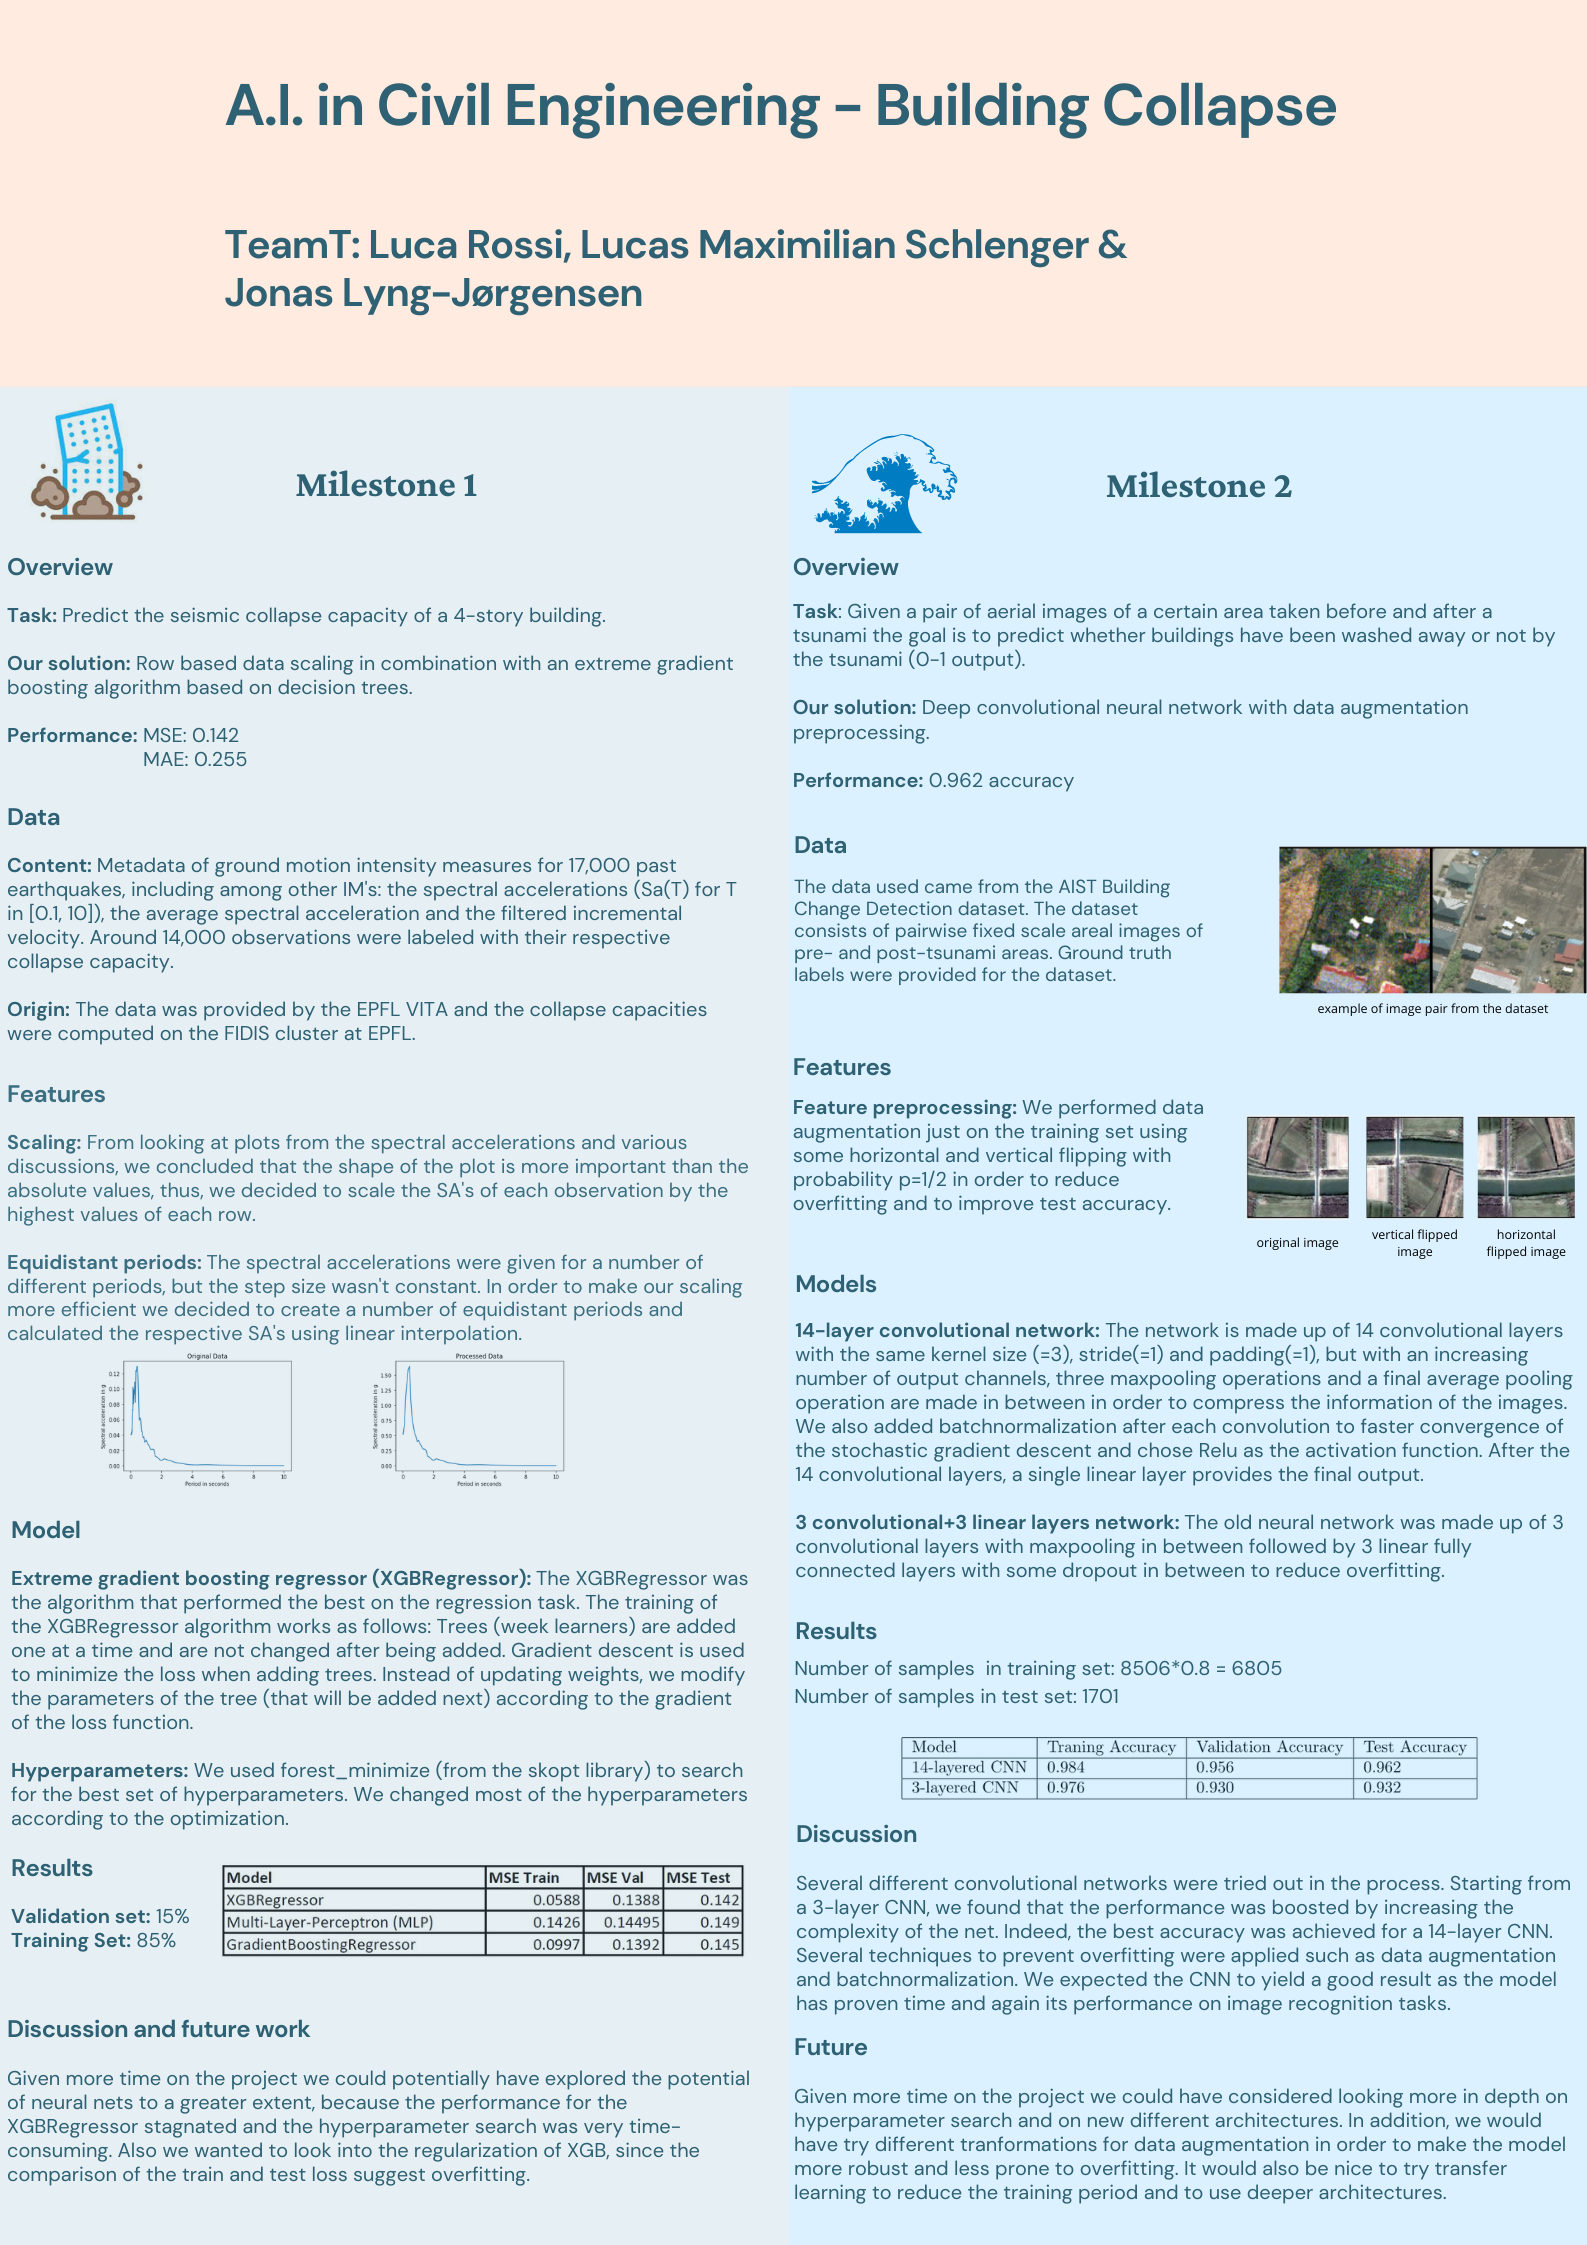 A.I. in Civil Engineering - Building Collapse
TeamT: Luca Rossi, Lucas Maximilian Schlenger &
Jonas Lyng-Jørgensen
Milestone 1
Overview
Task: Predict the seismic collapse capacity of a 4-story building.
Our solution: Row based data scaling in combination with an extreme gradient
boosting algorithm based on decision trees.
Performance: MSE: 0.142
MAE: 0.255
Data
Content: Metadata of ground motion intensity measures for 17,000 past
earthquakes, including among other IM's: the spectral accelerations (Sa(T) for T
in [0.1, 10]), the average spectral acceleration and the filtered incremental
velocity. Around 14,000 observations were labeled with their respective
collapse capacity.
Origin: The data was provided by the EPFL VITA and the collapse capacities
were computed on the FIDIS cluster at EPFL.
Features
Scaling: From looking at plots from the spectral accelerations and various
discussions, we concluded that the shape of the plot is more important than the
absolute values, thus, we decided to scale the SA's of each observation by the
highest values of each row.
Equidistant periods: The spectral accelerations were given for a number of
different periods, but the step size wasn't constant. In order to make our scaling
more efficient we decided to create a number of equidistant periods and
calculated the respective SA's using linear interpolation.
Original Data
Spectral acceleration in g
0.12
0.10
0.08
0.06
0.04
0.02
0.00
0 2 4 6 8 10
Period in seconds
Processed Data
Spectral acceleration in g
1.50
1.25
1.00
0.75
0.50
0.25
0.00
0 2 4 6 8 10
Period in seconds
Model
Extreme gradient boosting regressor (XGBRegressor): The XGBRegressor was
the algorithm that performed the best on the regression task. The training of
the XGBRegressor algorithm works as follows: Trees (week learners) are added
one at a time and are not changed after being added. Gradient descent is used
to minimize the loss when adding trees. Instead of updating weights, we modify
the parameters of the tree (that will be added next) according to the gradient
of the loss function.
Hyperparameters: We used forest_minimize (from the skopt library) to search
for the best set of hyperparameters. We changed most of the hyperparameters
according to the optimization.
Results
Validation set: 15%
Training Set: 85%
Model MSE Train MSE Val MSE Test
XGBRegressor 0.0588 0.1388 0.142
Multi-Layer-Perceptron (MLP) 0.1426 0.14495 0.149
GradientBoostingRegressor 0.0997 0.1392 0.145
Discussion and future work
Given more time on the project we could potentially have explored the potential
of neural nets to a greater extent, because the performance for the
XGBRegressor stagnated and the hyperparameter search was very time-
consuming. Also we wanted to look into the regularization of XGB, since the
comparison of the train and test loss suggest overfitting.
Milestone 2
Overview
Task: Given a pair of aerial images of a certain area taken before and after a
tsunami the goal is to predict whether buildings have been washed away or not by
the tsunami (0-1 output).
Our solution: Deep convolutional neural network with data augmentation
preprocessing.
Performance: 0.962 accuracy
Data
The data used came from the AIST Building
Change Detection dataset. The dataset
consists of pairwise fixed scale areal images of
pre- and post-tsunami areas. Ground truth
labels were provided for the dataset.
example of image pair from the dataset
Features
Feature preprocessing: We performed data
augmentation just on the training set using
some horizontal and vertical flipping with
probability p=1/2 in order to reduce
overfitting and to improve test accuracy.
original image
vertical flipped
image
horizontal
flipped image
Models
14-layer convolutional network: The network is made up of 14 convolutional layers
with the same kernel size (=3), stride(=1) and padding(=1), but with an increasing
number of output channels, three maxpooling operations and a final average pooling
operation are made in between in order to compress the information of the images.
We also added batchnormalization after each convolution to faster convergence of
the stochastic gradient descent and chose Relu as the activation function. After the
14 convolutional layers, a single linear layer provides the final output.
3 convolutional+3 linear layers network: The old neural network was made up of 3
convolutional layers with maxpooling in between followed by 3 linear fully
connected layers with some dropout in between to reduce overfitting.
Results
Number of samples in training set: 8506*0.8 = 6805
Number of samples in test set: 1701
Model Traning Accuracy Validation Accuracy Test Accuracy
14-layered CNN 0.984 0.956 0.962
3-layered CNN 0.976 0.930 0.932
Discussion
Several different convolutional networks were tried out in the process. Starting from
a 3-layer CNN, we found that the performance was boosted by increasing the
complexity of the net. Indeed, the best accuracy was achieved for a 14-layer CNN.
Several techniques to prevent overfitting were applied such as data augmentation
and batchnormalization. We expected the CNN to yield a good result as the model
has proven time and again its performance on image recognition tasks.
Future
Given more time on the project we could have considered looking more in depth on
hyperparameter search and on new different architectures. In addition, we would
have try different tranformations for data augmentation in order to make the model
more robust and less prone to overfitting. It would also be nice to try transfer
learning to reduce the training period and to use deeper architectures.